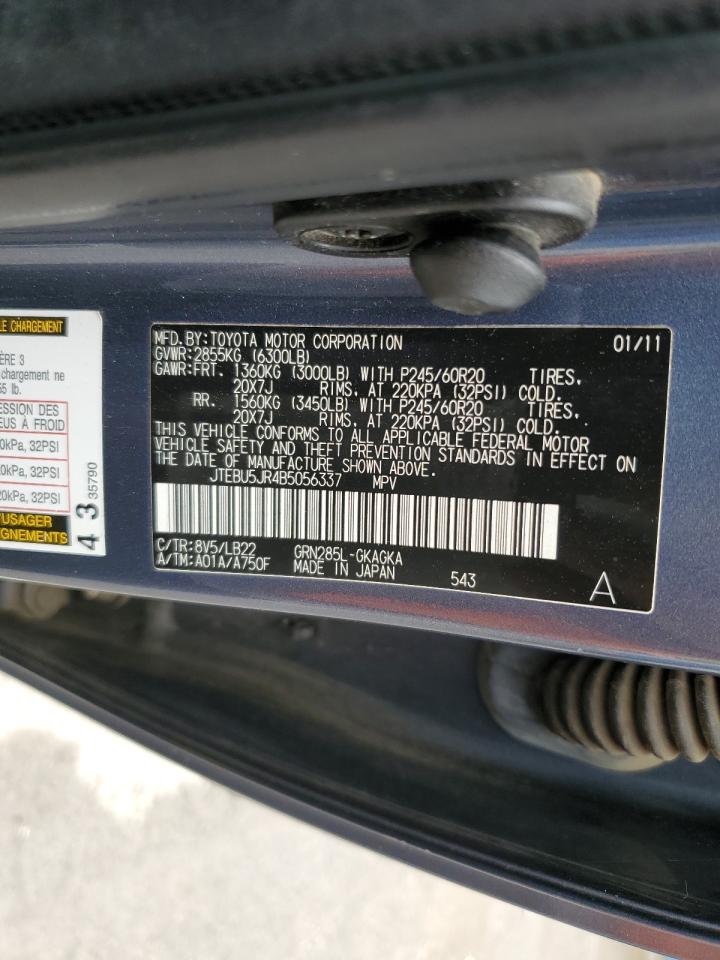 LE CHARGEMENT
ÈRE 3
chargement ne
55 lb.
ESSION DES
EUS À FROID
0kPa, 32PSI
20kPa, 32PSI
20kPa, 32PSI
'USAGER
IGNEMENTS
43 35790
MFD.BY:TOYOTA MOTOR CORPORATION 01/11
GVWR:2855KG (6300LB)
GAWR:FRT. 1360KG (3000LB) WITH P245/60R20 TIRES,
20X7J RIMS, AT 220KPA (32PSI) COLD.
RR. 1560KG (3450LB) WITH P245/60R20 TIRES,
20X7J RIMS, AT 220KPA (32PSI) COLD.
THIS VEHICLE CONFORMS TO ALL APPLICABLE FEDERAL MOTOR
VEHICLE SAFETY AND THEFT PREVENTION STANDARDS IN EFFECT ON
THE DATE OF MANUFACTURE SHOWN ABOVE.
JTEBU5JR4B5056337 MPV
C/TR:8V5/LB22 GRN285L-GKAGKA
A/TM:A01A/A750F MADE IN JAPAN 543 A